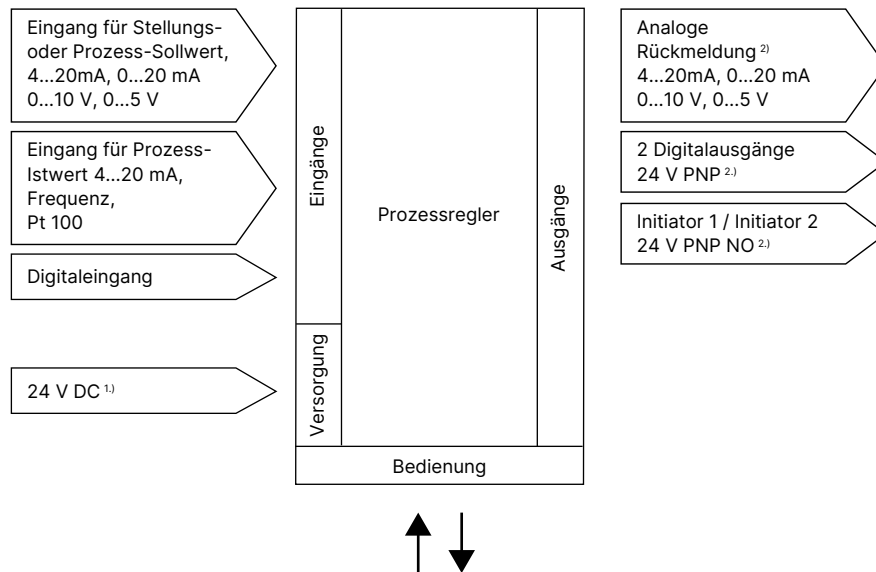 Eingang für Stellungs-
oder Prozess-Sollwert,
4...20mA, 0...20 mA
0...10 V, 0...5 V
Eingang für Prozess-
Istwert 4...20 mA,
Frequenz,
Pt 100
Digitaleingang
24 V DC 1.)
Eingänge
Versorgung
Prozessregler
Ausgänge
Bedienung
Analoge
Rückmeldung 2)
4...20mA, 0...20 mA
0...10 V, 0...5 V
2 Digitalausgänge
24 V PNP 2.)
Initiator 1 / Initiator 2
24 V PNP NO 2.)